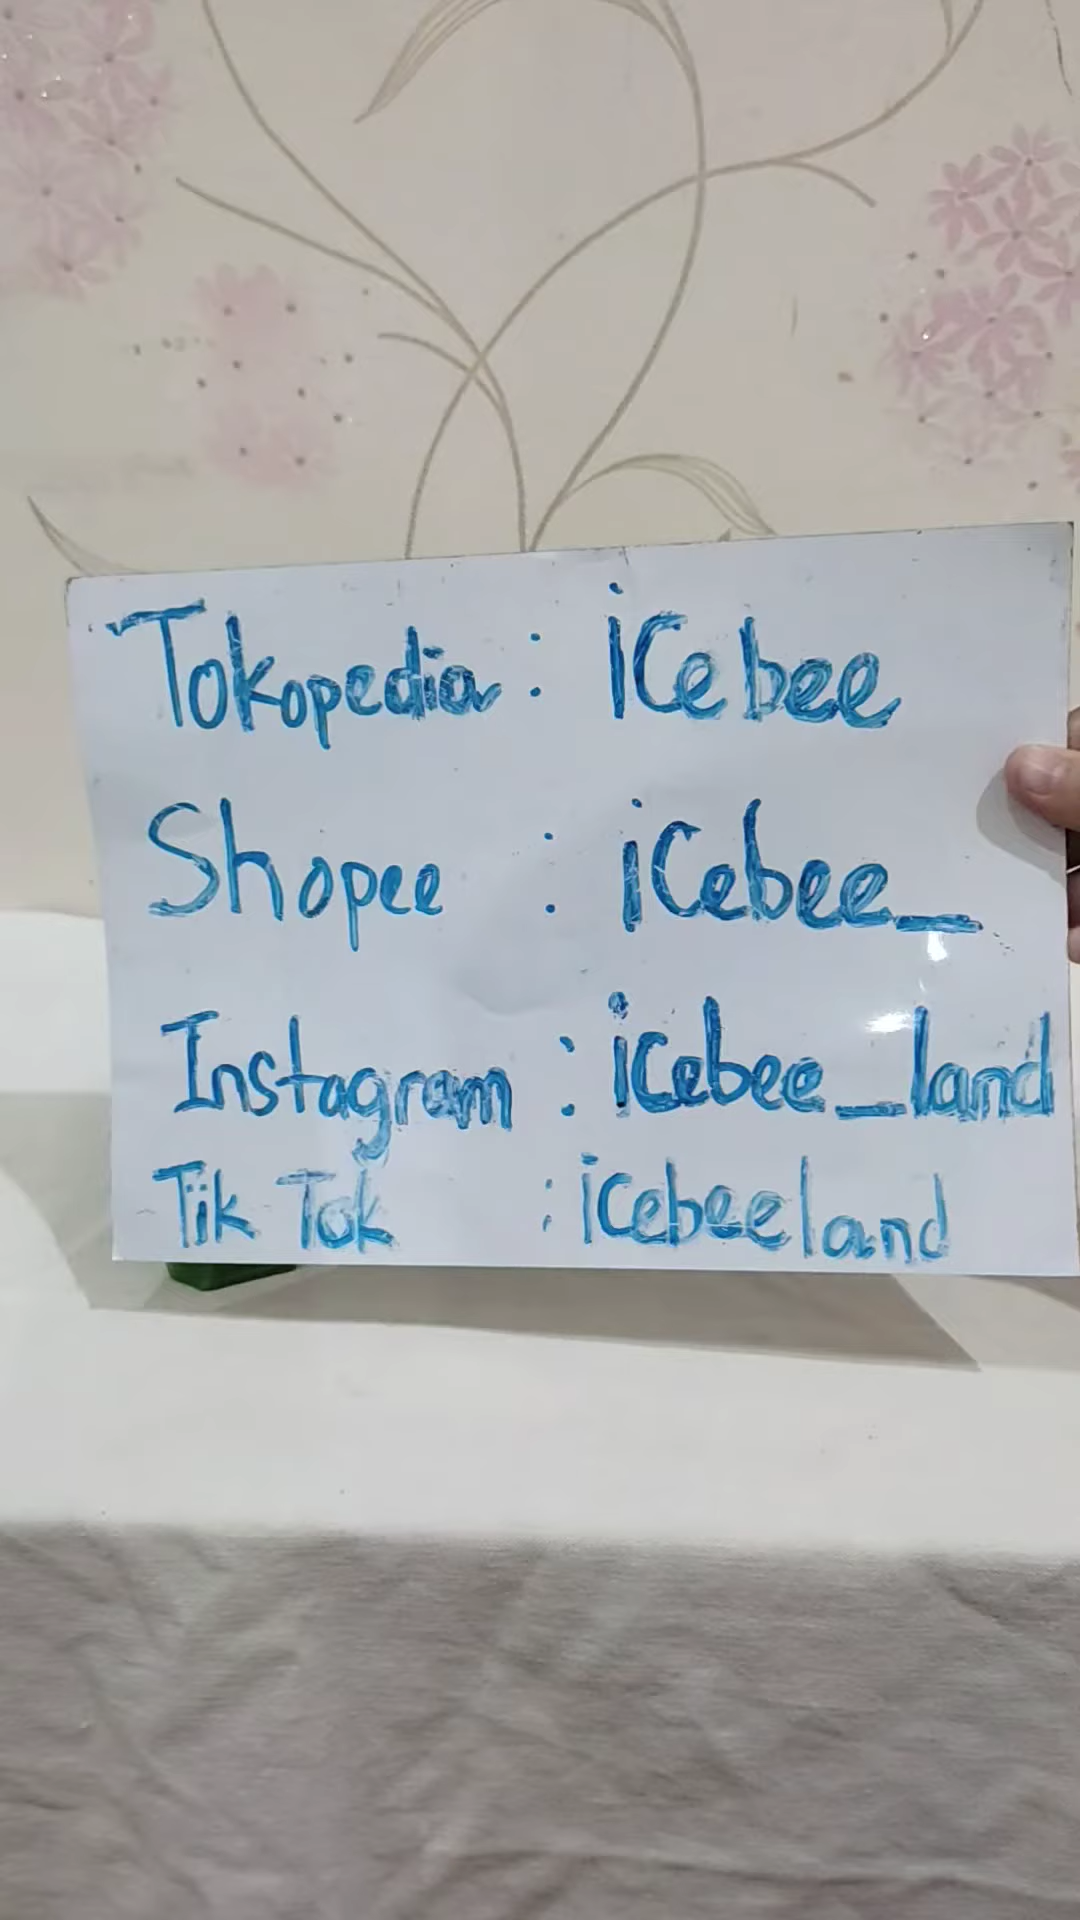 Tokopedia : icebee
Shopee : icebee_
Instagram : icebee_land
Tik Tok : icebeeland